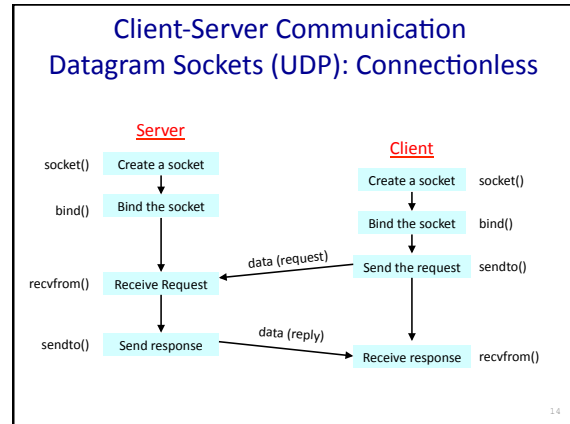 Client-Server Communication
Datagram Sockets (UDP): Connectionless
Server
Client
socket()
Create a socket
Create a socket
socket()
bind()
Bind the socket
Bind the socket
bind()
data (request)
Send the request
sendto()
recvfrom()
Receive Request
sendto()
Send response
data (reply)
Receive response
recvfrom()
14